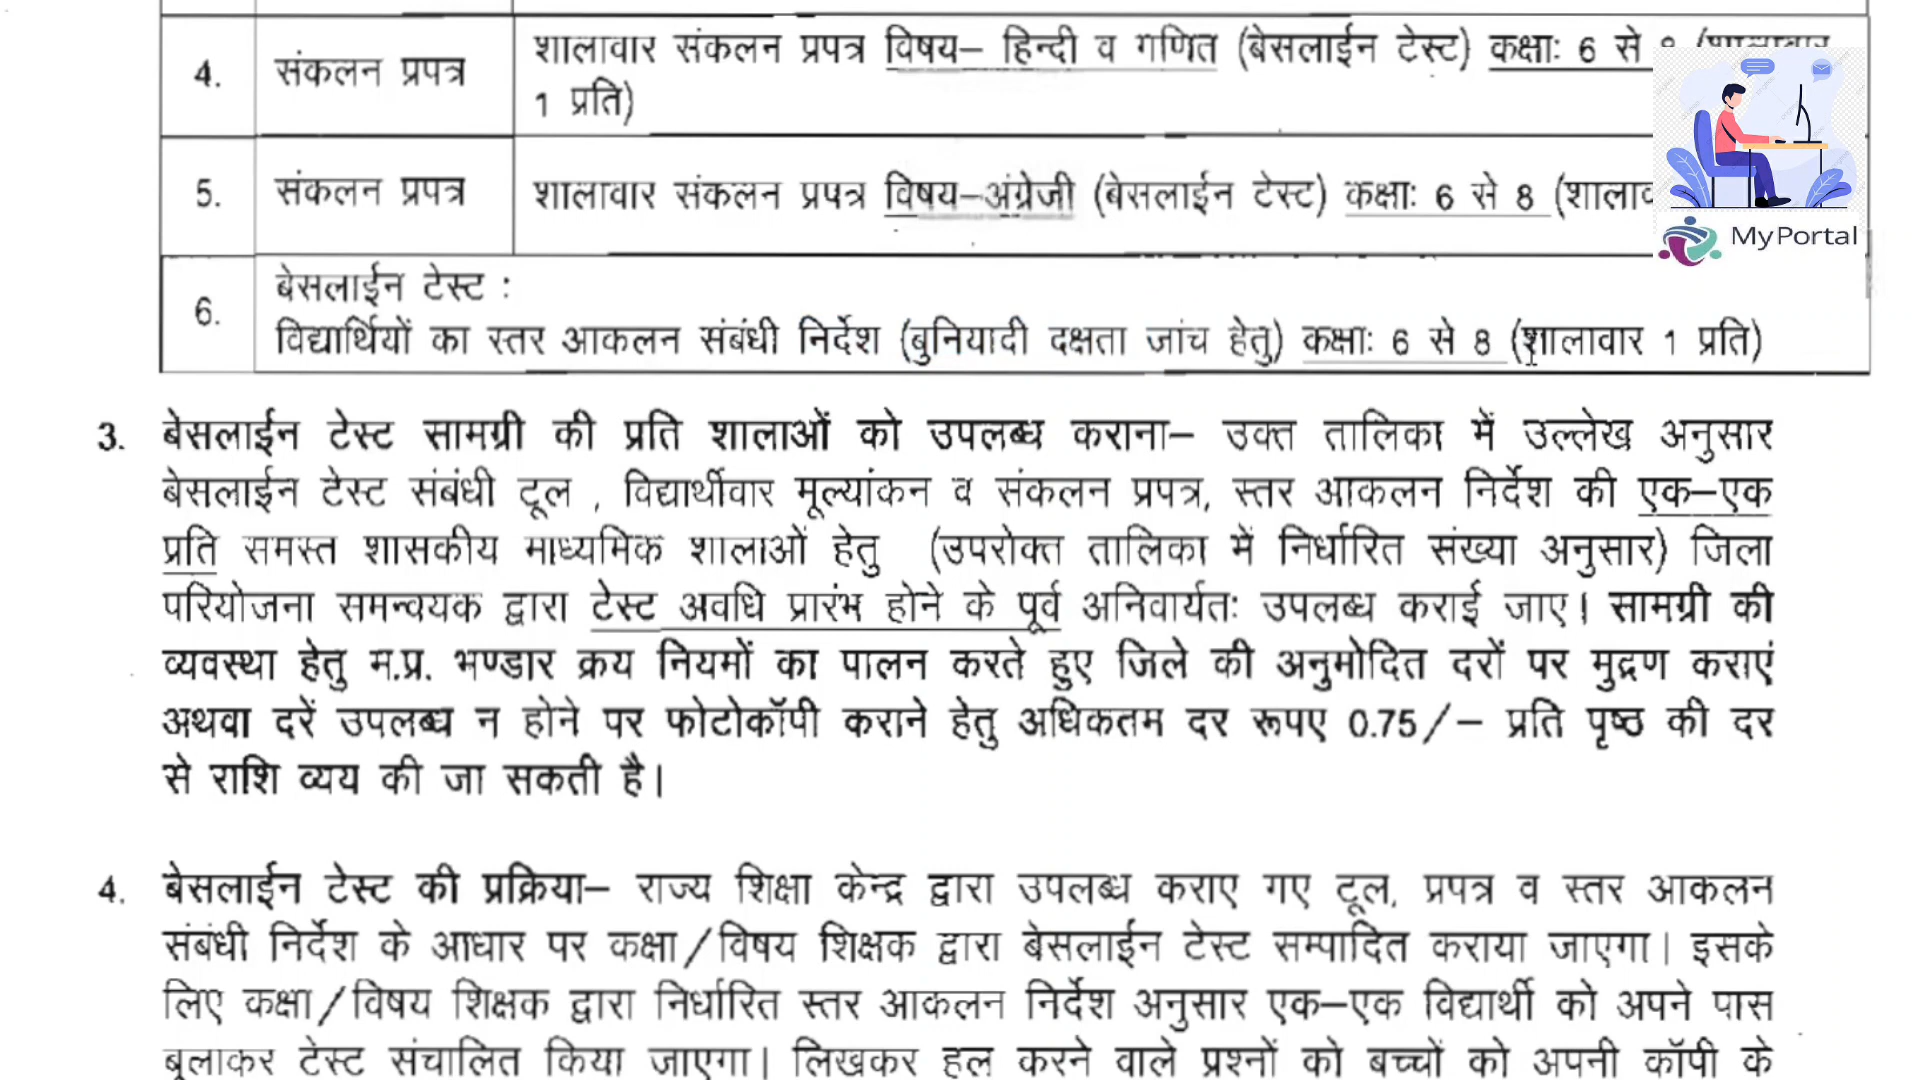 4. संकलन प्रपत्र शालावार संकलन प्रपत्र विषय– हिन्दी व गणित (बेसलाईन टेस्ट) कक्षाः 6 से
1 प्रति)
5. संकलन प्रपत्र शालावार संकलन प्रपत्र विषय–अंग्रेजी (बेसलाईन टेस्ट) कक्षाः 6 से 8
MyPortal
6. बेसलाईन टेस्ट :
विद्यार्थियों का स्तर आकलन संबंधी निर्देश (बुनियादी दक्षता जांच हेतु) कक्षाः 6 से 8 (शालावार 1 प्रति)
3. बेसलाईन टेस्ट सामग्री की प्रति शालाओं को उपलब्ध कराना– उक्त तालिका में उल्लेख अनुसार
बेसलाईन टेस्ट संबंधी टूल , विद्यार्थीवार मूल्यांकन व संकलन प्रपत्र, स्तर आकलन निर्देश की एक–एक
प्रति समस्त शासकीय माध्यमिक शालाओं हेतु (उपरोक्त तालिका में निर्धारित संख्या अनुसार) जिला
परियोजना समन्वयक द्वारा टेस्ट अवधि प्रारंभ होने के पूर्व अनिवार्यतः उपलब्ध कराई जाए। सामग्री की
व्यवस्था हेतु म.प्र. भण्डार क्रय नियमों का पालन करते हुए जिले की अनुमोदित दरों पर मुद्रण कराएं
अथवा दरें उपलब्ध न होने पर फोटोकॉपी कराने हेतु अधिकतम दर रूपए 0.75/– प्रति पृष्ठ की दर
से राशि व्यय की जा सकती है।
4. बेसलाईन टेस्ट की प्रक्रिया– राज्य शिक्षा केन्द्र द्वारा उपलब्ध कराए गए टूल, प्रपत्र व स्तर आकलन
संबंधी निर्देश के आधार पर कक्षा/विषय शिक्षक द्वारा बेसलाईन टेस्ट सम्पादित कराया जाएगा। इसके
लिए कक्षा/विषय शिक्षक द्वारा निर्धारित स्तर आकलन निर्देश अनुसार एक–एक विद्यार्थी को अपने पास
बुलाकर टेस्ट संचालित किया जाएगा। लिखकर हल करने वाले प्रश्नों को बच्चों को अपनी कॉपी के